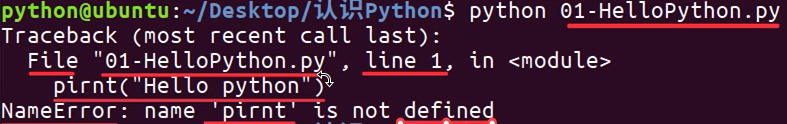 python@ubuntu:~/Desktop/认识Python$ python 01-HelloPython.py
Traceback (most recent call last):
  File "01-HelloPython.py", line 1, in <module>
    pirnt("Hello python")
NameError: name 'pirnt' is not defined